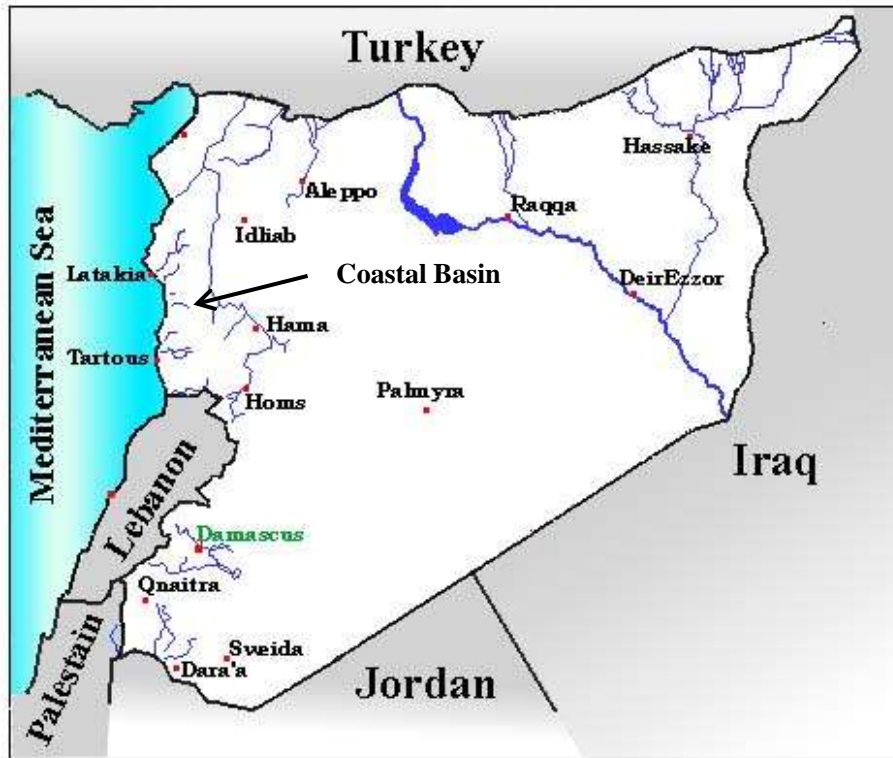 Turkey
Hassake
Aleppo
Raqqa
Idliab
Mediterranean Sea
Latakia
Coastal Basin
DeirEzzor
Hama
Tartous
Palmyra
Homs
Iraq
Lebanon
Damascus
Qnaitra
Palestain
Sweida
Dara'a
Jordan